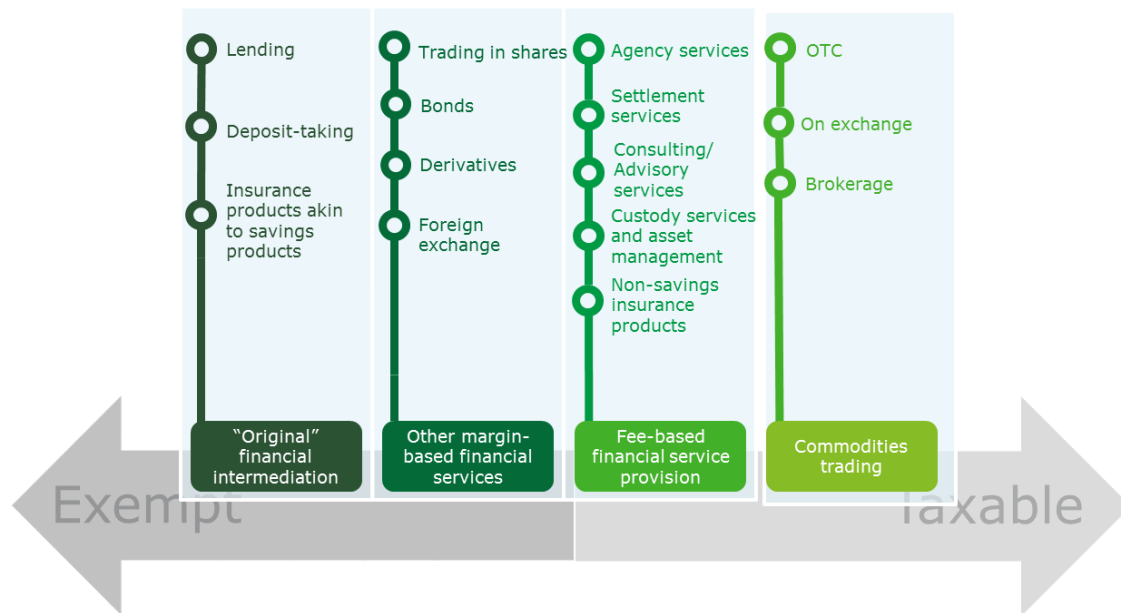 Lending
Deposit-taking
Insurance
products akin
to savings
products
"Original"
financial
intermediation
Trading in shares
Bonds
Derivatives
Foreign
exchange
Other margin-
based financial
services
Agency services
Settlement
services
Consulting/
Advisory
services
Custody services
and asset
management
Non-savings
insurance
products
Fee-based
financial service
provision
OTC
On exchange
Brokerage
Commodities
trading
Exempt
Taxable